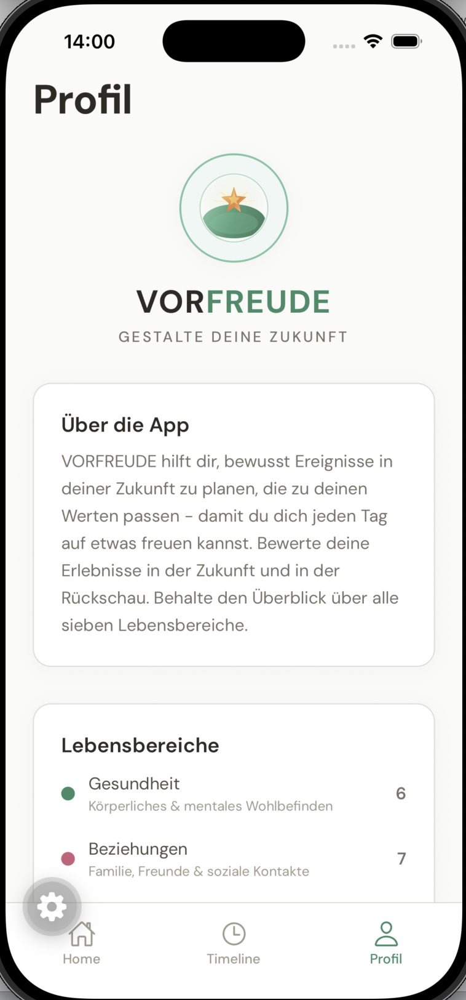 14:00
Profil
VORFREUDE
GESTALTE DEINE ZUKUNFT
Über die App
VORFREUDE hilft dir, bewusst Ereignisse in
deiner Zukunft zu planen, die zu deinen
Werten passen – damit du dich jeden Tag
auf etwas freuen kannst. Bewerte deine
Erlebnisse in der Zukunft und in der
Rückschau. Behalte den Überblick über alle
sieben Lebensbereiche.
Lebensbereiche
Gesundheit
Körperliches & mentales Wohlbefinden
6
Beziehungen
Familie, Freunde & soziale Kontakte
7
Home
Timeline
Profil